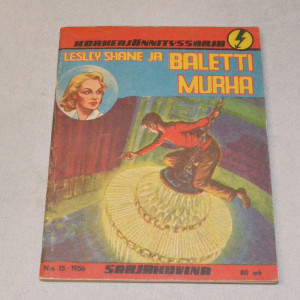 KORKEAJÄNNITYSSARJA
LESLEY SHANE JA BALETTI
MURHA
N:o 15 1956
SARJAKUVINA
80 mk